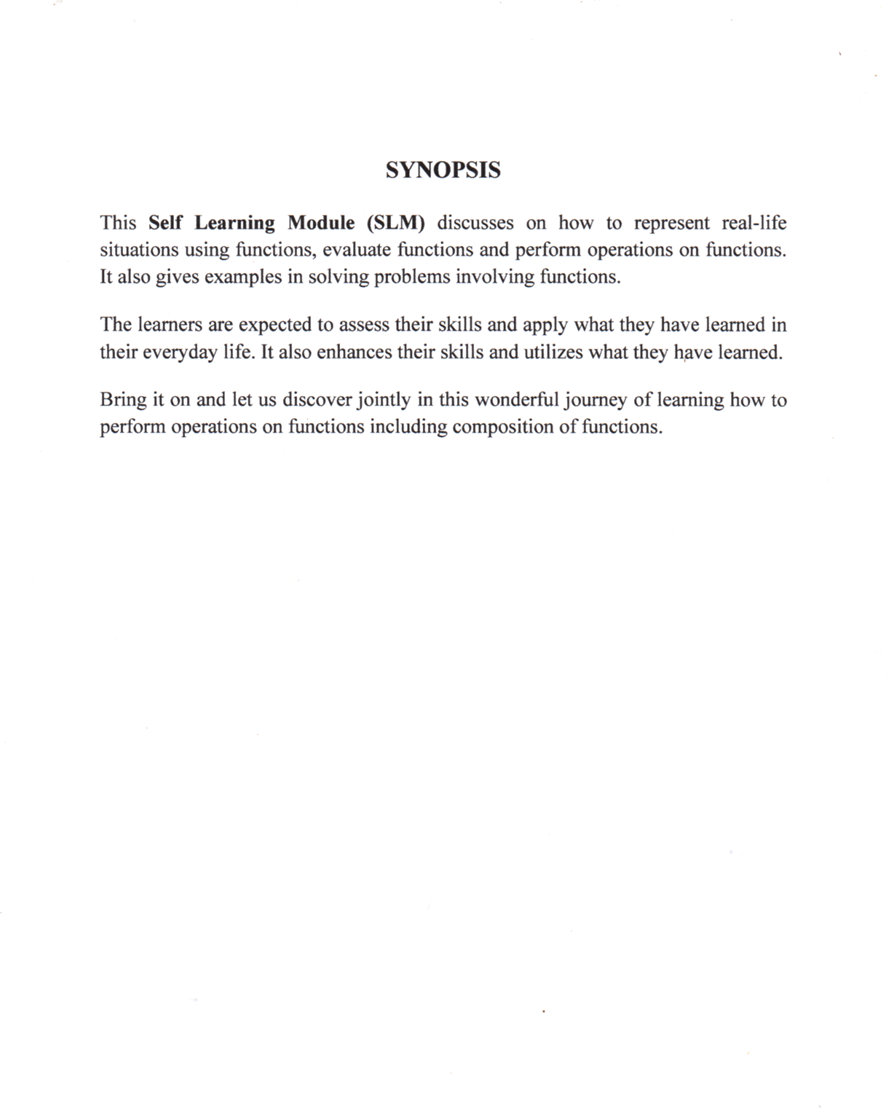 SYNOPSIS
This Self Learning Module (SLM) discusses on how to represent real-life
situations using functions, evaluate functions and perform operations on functions.
It also gives examples in solving problems involving functions.
The learners are expected to assess their skills and apply what they have learned in
their everyday life. It also enhances their skills and utilizes what they have learned.
Bring it on and let us discover jointly in this wonderful journey of learning how to
perform operations on functions including composition of functions.